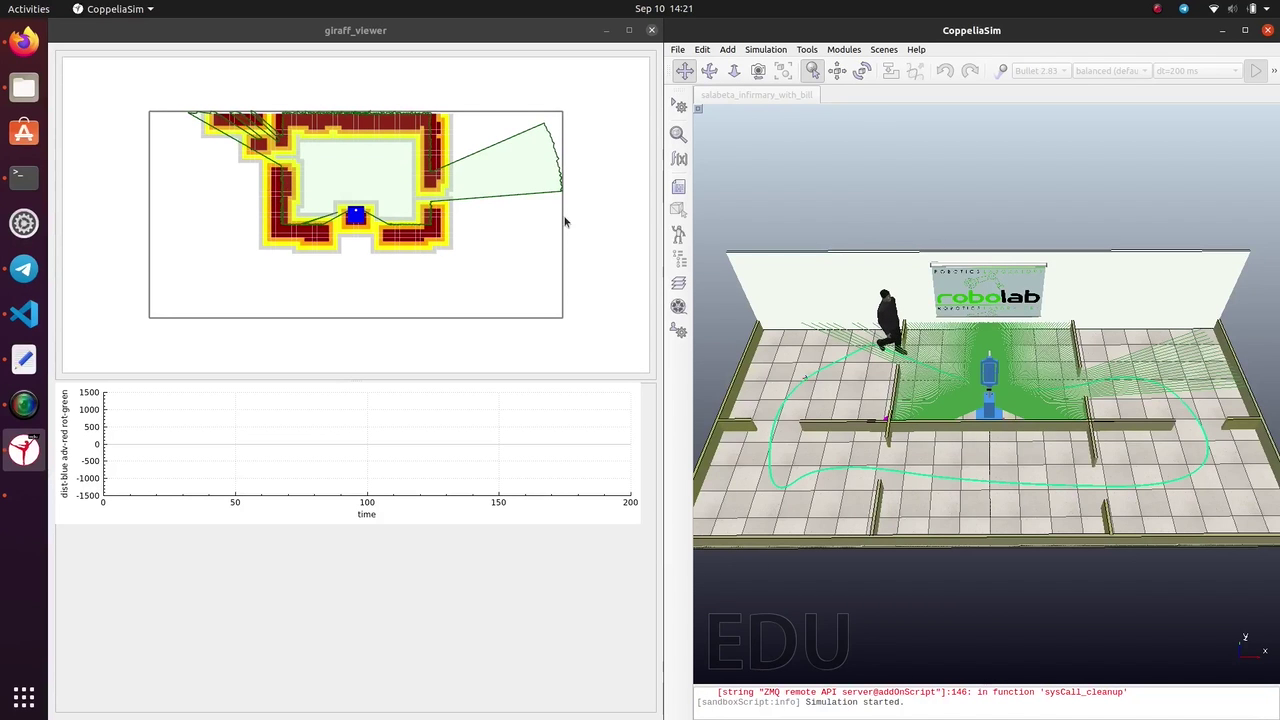 Activities
CoppeliaSim
Sep 10 14:21
giraff_viewer
CoppeliaSim
File Edit Add Simulation Tools Modules Scenes Help
Bullet 2.83
balanced (defau
dt=200 ms
»
salabeta_infirmary_with_bill
f(x)
ROBOTICS
robolab
dist-blue adv-red rot-green
1500
1000
500
0
-500
-1000
-1500
0 50 100 150 200
time
EDU
y
x
[string "ZMQ remote API server@addOnScript"]:146: in function 'sysCall_cleanup'
[sandboxScript:info] Simulation started.